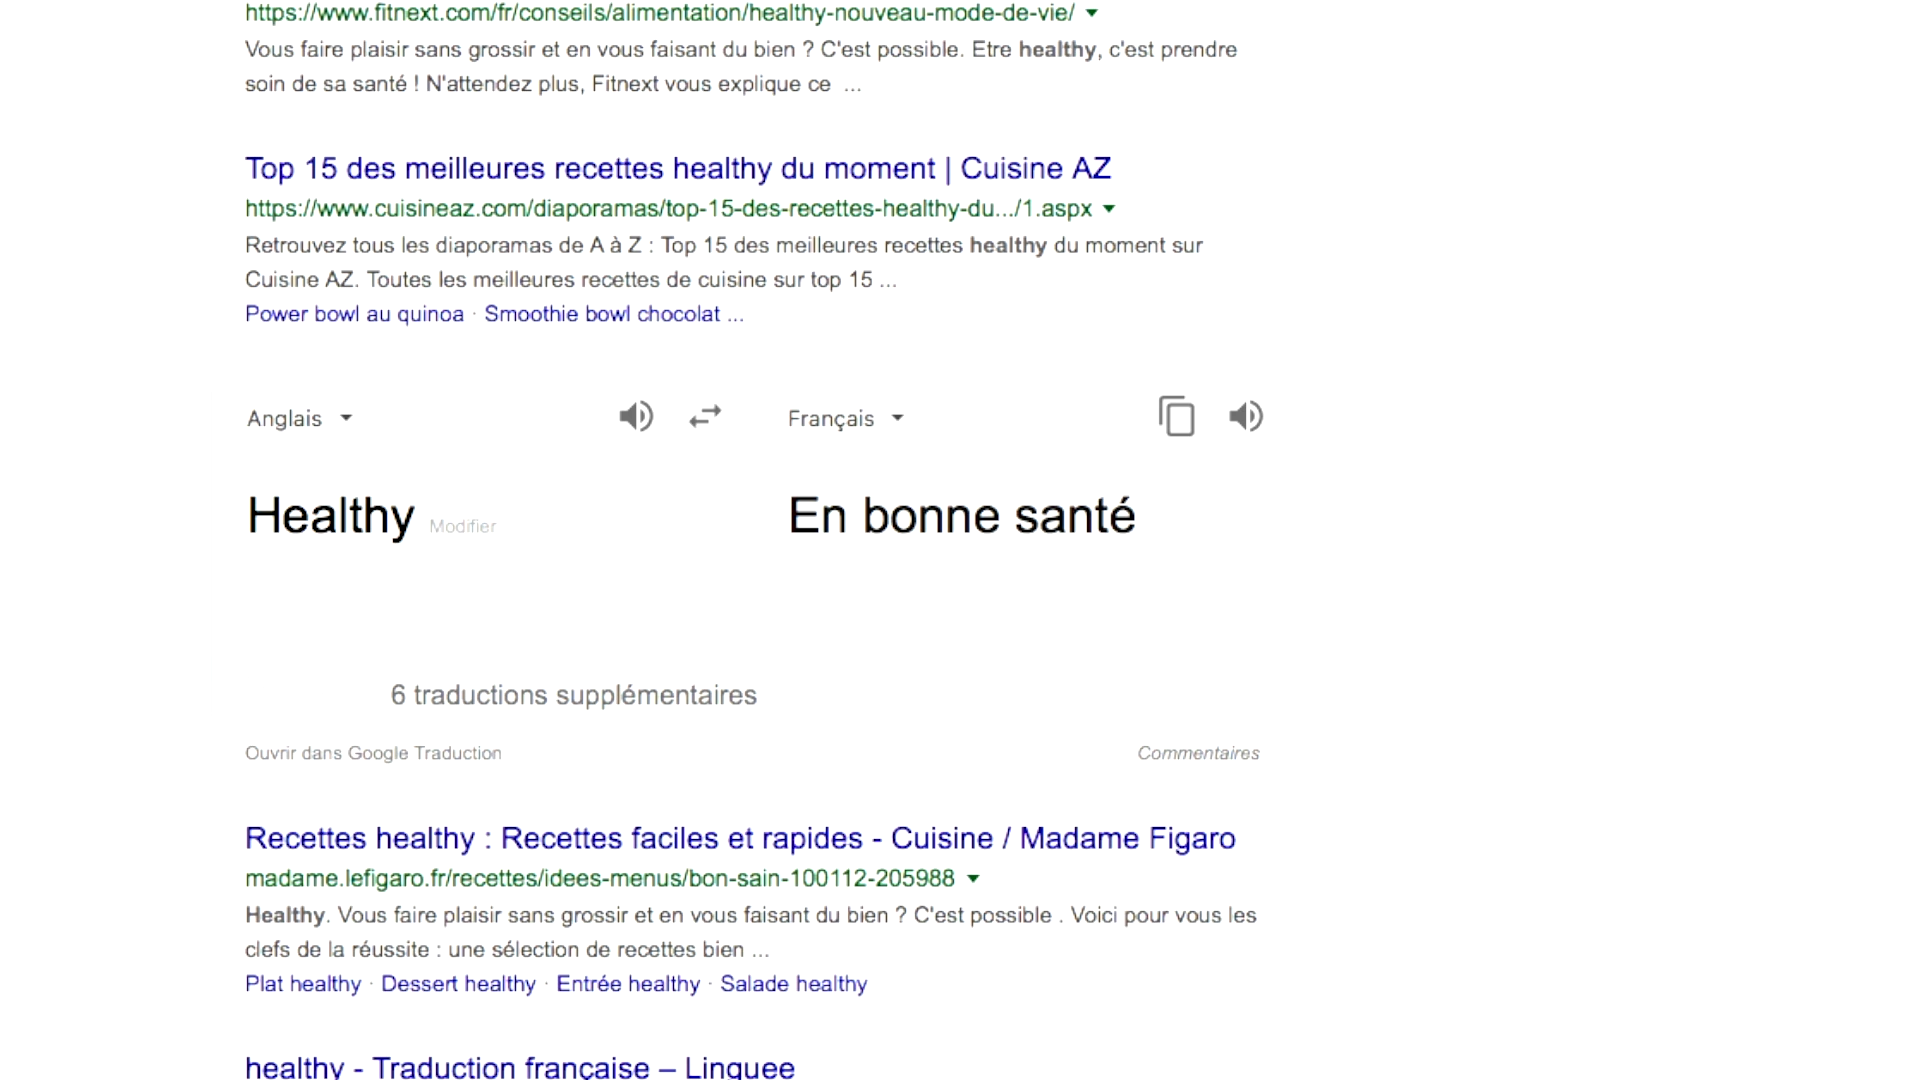 https://www.fitnext.com/fr/conseils/alimentation/healthy-nouveau-mode-de-vie/
Vous faire plaisir sans grossir et en vous faisant du bien ? C'est possible. Etre healthy, c'est prendre
soin de sa santé ! N'attendez plus, Fitnext vous explique ce ...
Top 15 des meilleures recettes healthy du moment | Cuisine AZ
https://www.cuisineaz.com/diaporamas/top-15-des-recettes-healthy-du.../1.aspx
Retrouvez tous les diaporamas de A à Z : Top 15 des meilleures recettes healthy du moment sur
Cuisine AZ. Toutes les meilleures recettes de cuisine sur top 15 ...
Power bowl au quinoa · Smoothie bowl chocolat ...
Anglais Français
Healthy Modifier En bonne santé
6 traductions supplémentaires
Ouvrir dans Google Traduction Commentaires
Recettes healthy : Recettes faciles et rapides - Cuisine / Madame Figaro
madame.lefigaro.fr/recettes/idees-menus/bon-sain-100112-205988
Healthy. Vous faire plaisir sans grossir et en vous faisant du bien ? C'est possible . Voici pour vous les
clefs de la réussite : une sélection de recettes bien ...
Plat healthy · Dessert healthy · Entrée healthy · Salade healthy
healthy - Traduction française – Linguee